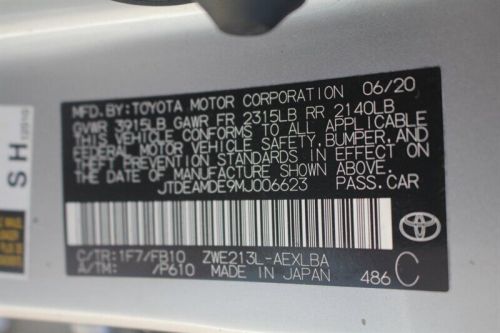 06/20
MFD. BY: TOYOTA MOTOR CORPORATION
GVWR 3915LB GAWR FR 2315LB RR 2140LB
THIS VEHICLE CONFORMS TO ALL APPLICABLE
FEDERAL MOTOR VEHICLE SAFETY, BUMPER, AND
THEFT PREVENTION STANDARDS IN EFFECT ON
THE DATE OF MANUFACTURE SHOWN ABOVE.
JTDEAMDE9MJ006623 PASS.CAR
C/TR: 1F7/FB10 ZWE213L-AEXLBA
A/TM: /P610 MADE IN JAPAN 486 C
SH